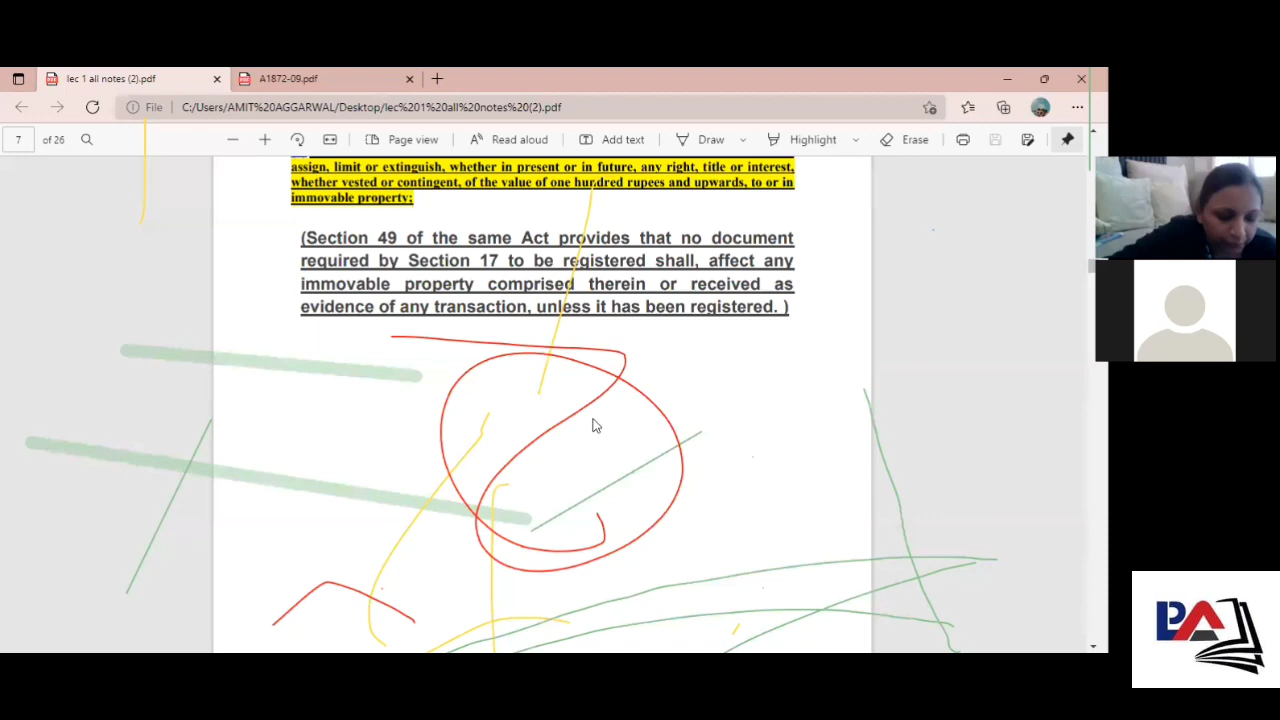 lec 1 all notes (2).pdf
A1872-09.pdf
File
C:/Users/AMIT%20AGGARWAL/Desktop/lec%201%20all%20notes%20(2).pdf
7 of 26
Page view
Read aloud
Add text
Draw
Highlight
Erase
assign, limit or extinguish, whether in present or in future, any right, title or interest,
whether vested or contingent, of the value of one hundred rupees and upwards, to or in
immovable property;
(Section 49 of the same Act provides that no document
required by Section 17 to be registered shall, affect any
immovable property comprised therein or received as
evidence of any transaction, unless it has been registered. )
PA